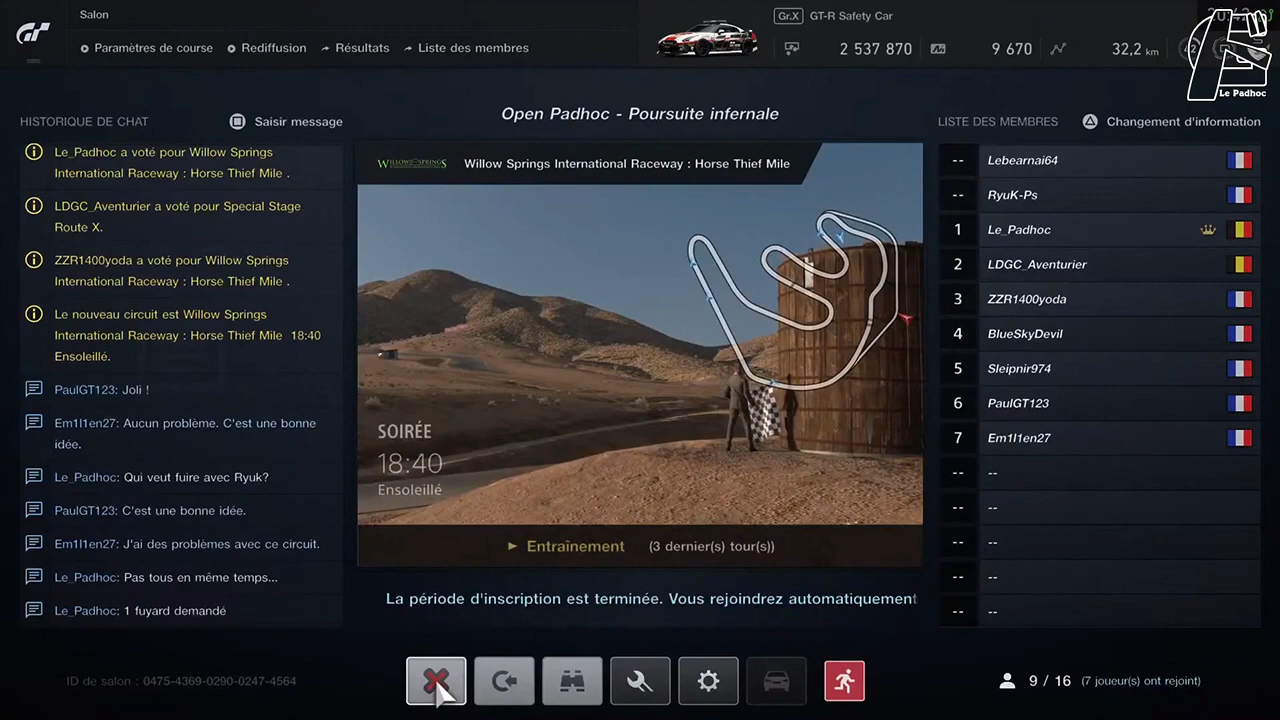 Salon
Gr.X GT-R Safety Car
Paramètres de course Rediffusion Résultats Liste des membres
2 537 870 9 670 32,2 km
Le Padhoc
HISTORIQUE DE CHAT Saisir message
Open Padhoc - Poursuite infernale
LISTE DES MEMBRES Changement d'information
Le_Padhoc a voté pour Willow Springs
International Raceway : Horse Thief Mile .
LDGC_Aventurier a voté pour Special Stage
Route X.
ZZR1400yoda a voté pour Willow Springs
International Raceway : Horse Thief Mile .
Le nouveau circuit est Willow Springs
International Raceway : Horse Thief Mile 18:40
Ensoleillé.
PaulGT123: Joli !
Em1l1en27: Aucun problème. C'est une bonne
idée.
Le_Padhoc: Qui veut fuire avec Ryuk?
PaulGT123: C'est une bonne idée.
Em1l1en27: J'ai des problèmes avec ce circuit.
Le_Padhoc: Pas tous en même temps...
Le_Padhoc: 1 fuyard demandé
WILLOW SPRINGS Willow Springs International Raceway : Horse Thief Mile
SOIRÉE
18:40
Ensoleillé
Entraînement (3 dernier(s) tour(s))
La période d'inscription est terminée. Vous rejoindrez automatiquement
-- Lebearnai64
-- RyuK-Ps
1 Le_Padhoc
2 LDGC_Aventurier
3 ZZR1400yoda
4 BlueSkyDevil
5 Sleipnir974
6 PaulGT123
7 Em1l1en27
-- --
-- --
-- --
-- --
-- --
ID de salon : 0475-4369-0290-0247-4564
9 / 16 (7 joueur(s) ont rejoint)